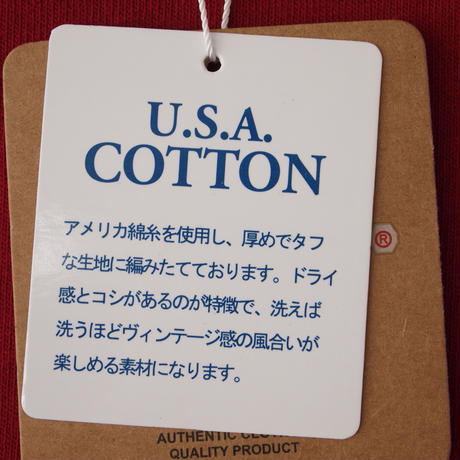 U.S.A.
COTTON
アメリカ綿糸を使用し、厚めでタフ
な生地に編みたてております。ドライ
感とコシがあるのが特徴で、洗えば
洗うほどヴィンテージ感の風合いが
楽しめる素材になります。
®
AUTHENTIC
QUALITY PRODUCT